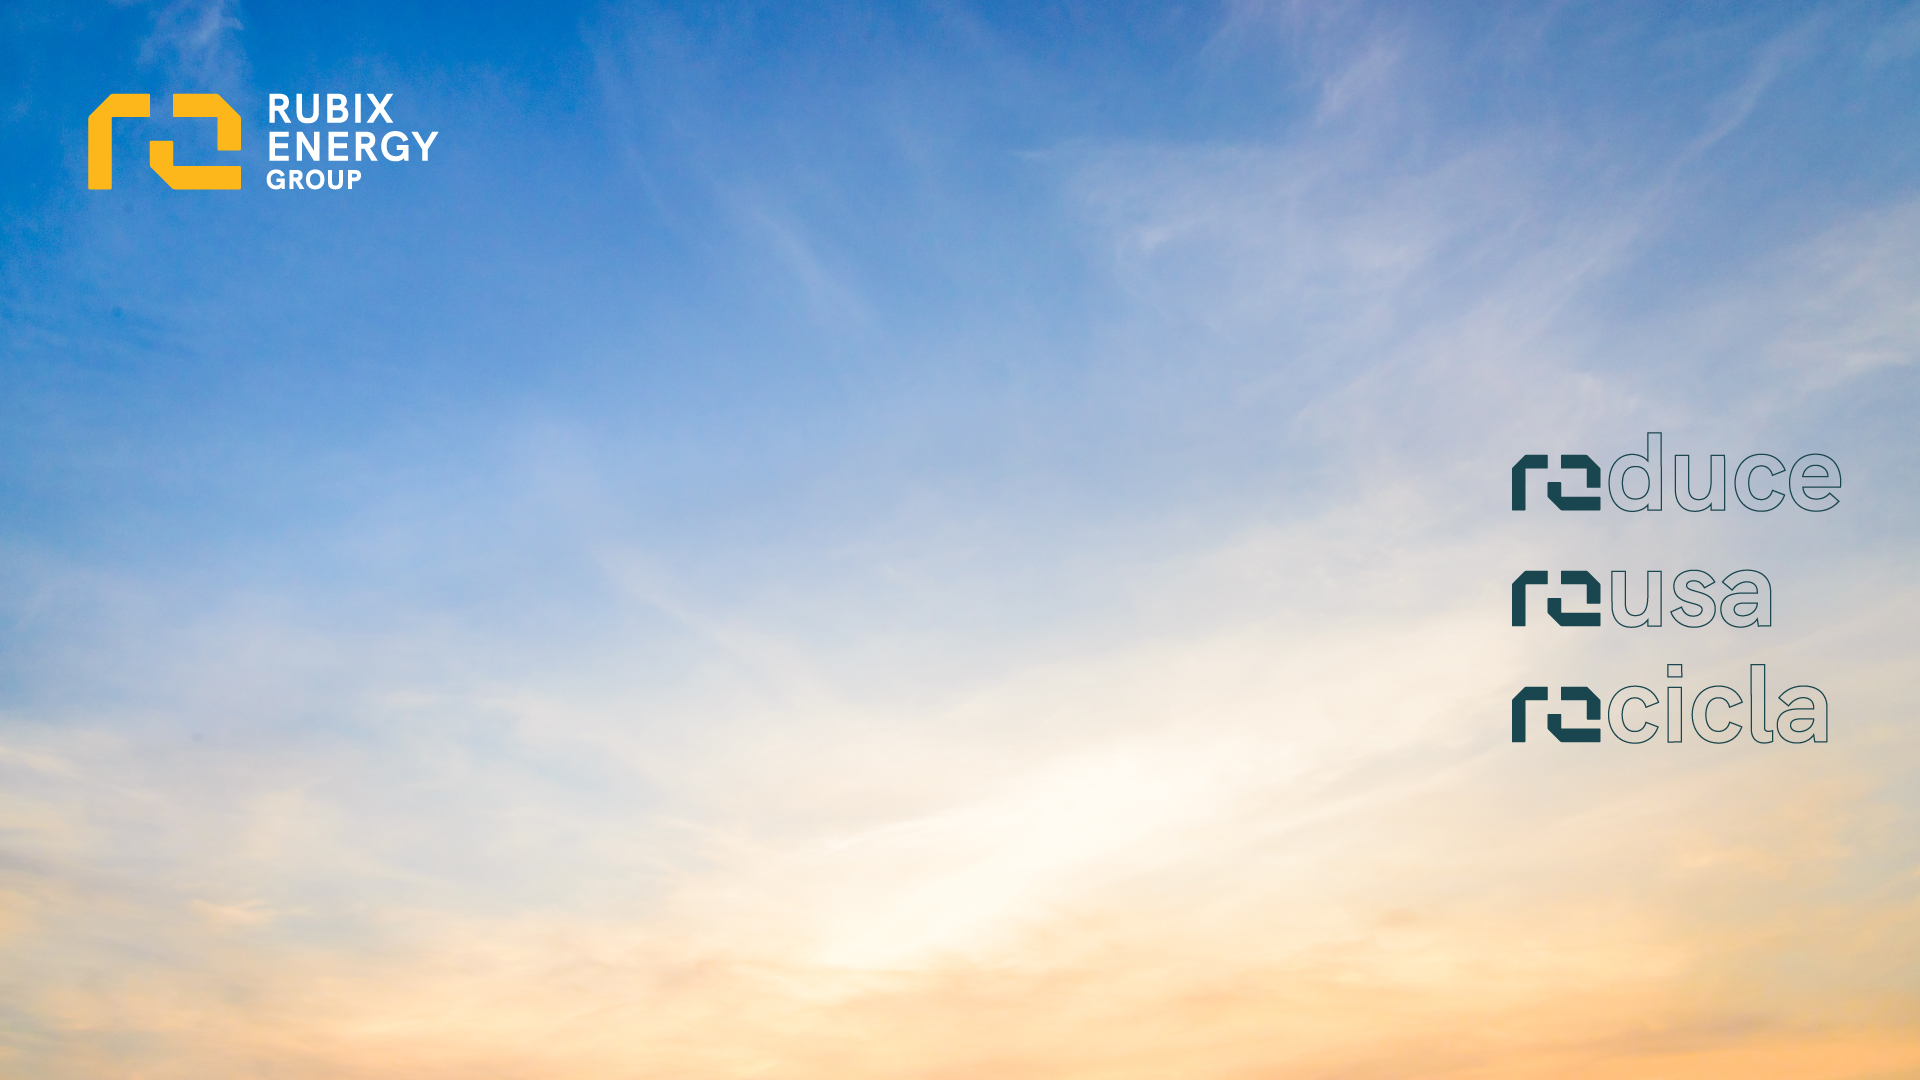 RUBIX
ENERGY
GROUP
reduce
reusa
recicla